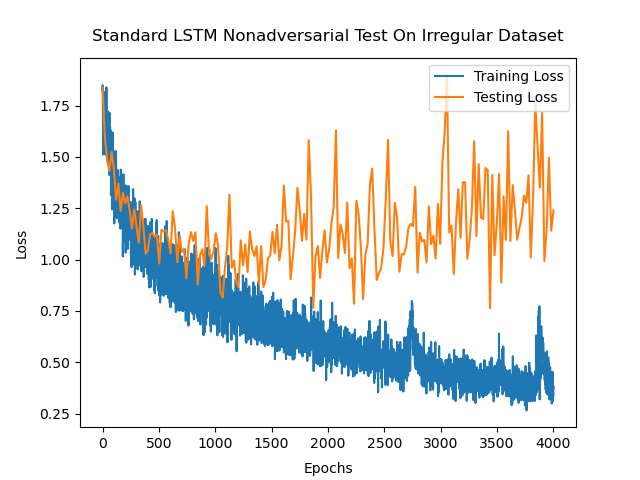 Standard LSTM Nonadversarial Test On Irregular Dataset
Training Loss
Testing Loss
Loss
1.75
1.50
1.25
1.00
0.75
0.50
0.25
0 500 1000 1500 2000 2500 3000 3500 4000
Epochs